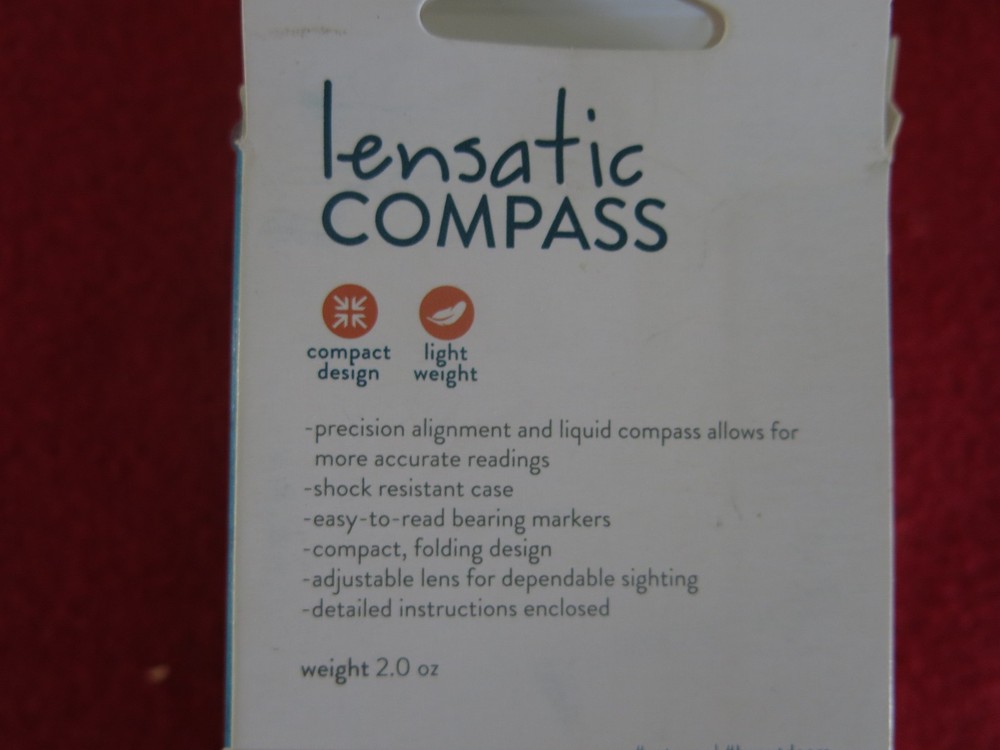 lensatic
COMPASS
compact light
design weight
-precision alignment and liquid compass allows for
more accurate readings
-shock resistant case
-easy-to-read bearing markers
-compact, folding design
-adjustable lens for dependable sighting
-detailed instructions enclosed
weight 2.0 oz